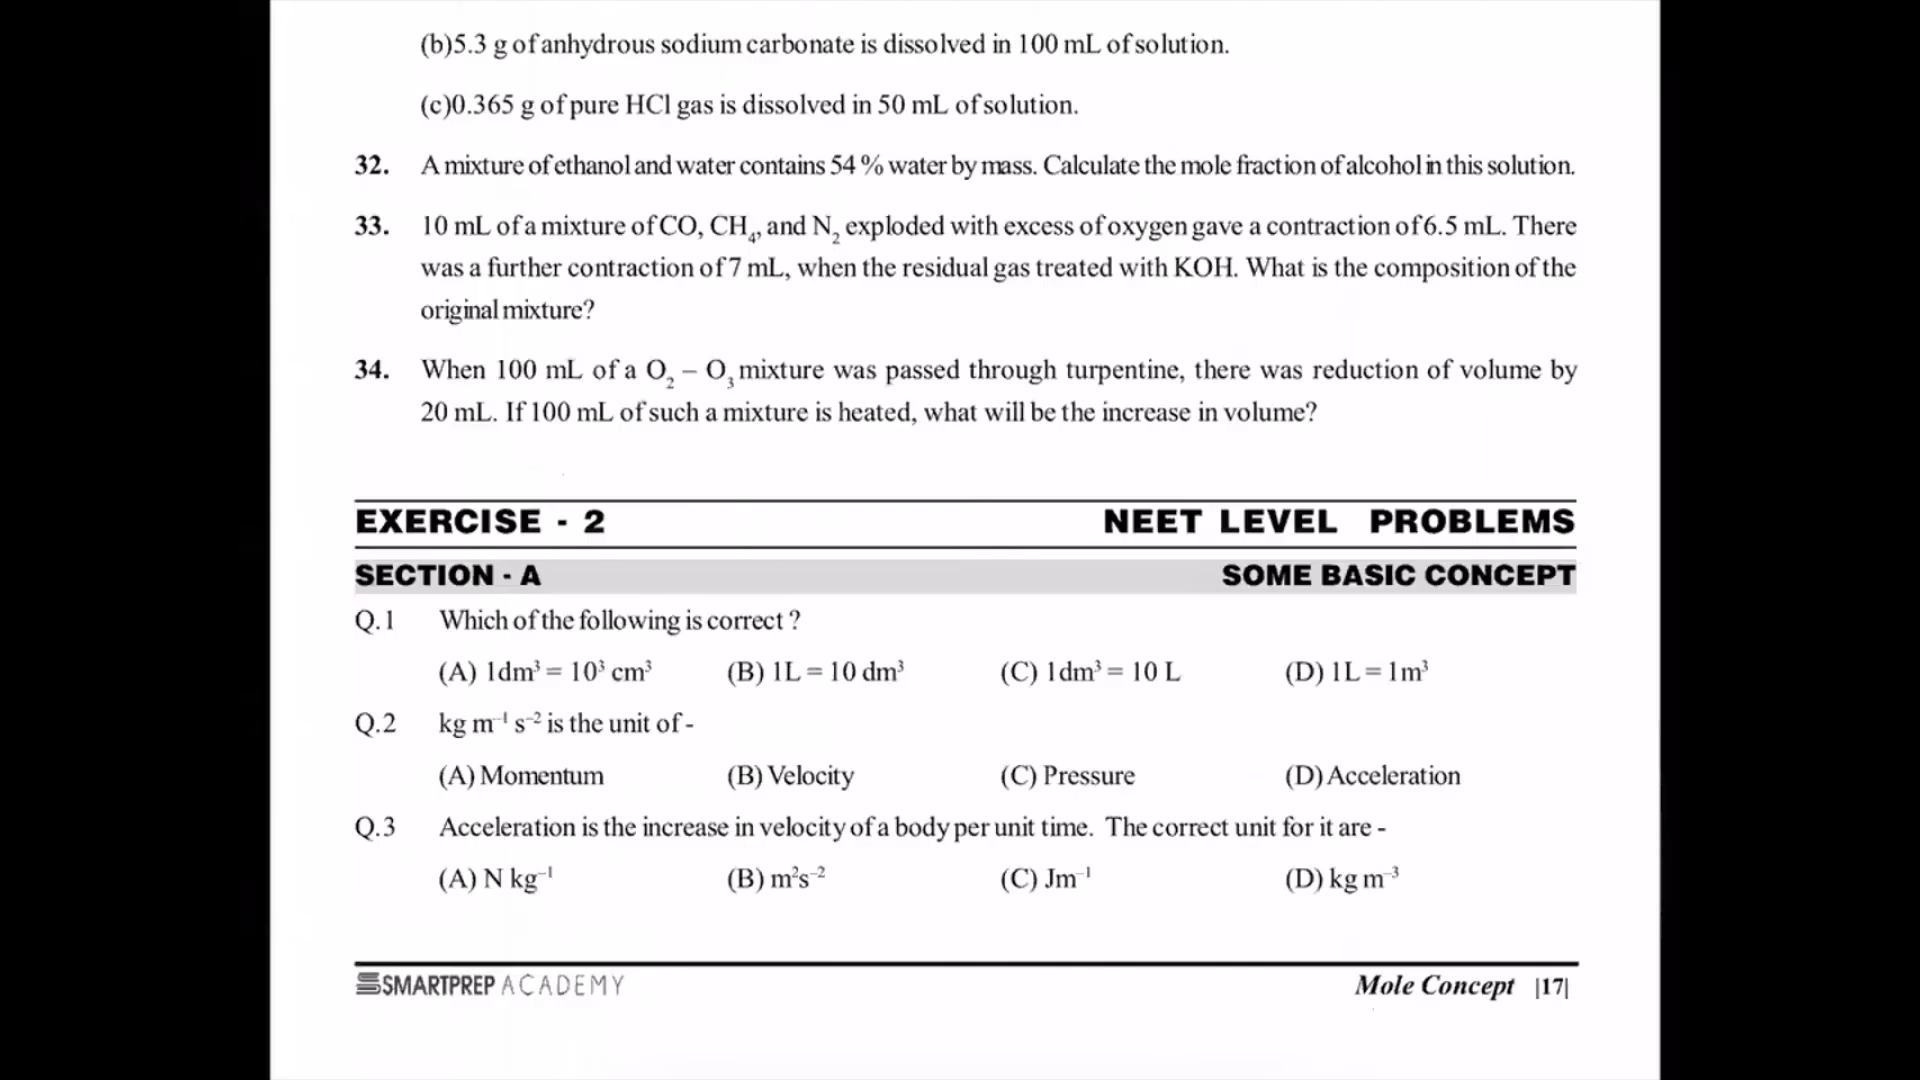 (b)5.3 g of anhydrous sodium carbonate is dissolved in 100 mL of solution.
(c)0.365 g of pure HCl gas is dissolved in 50 mL of solution.
32. A mixture of ethanol and water contains 54 % water by mass. Calculate the mole fraction of alcohol in this solution.
33. 10 mL of a mixture of CO, CH₄, and N₂ exploded with excess of oxygen gave a contraction of 6.5 mL. There
was a further contraction of 7 mL, when the residual gas treated with KOH. What is the composition of the
original mixture?
34. When 100 mL of a O₂ – O₃ mixture was passed through turpentine, there was reduction of volume by
20 mL. If 100 mL of such a mixture is heated, what will be the increase in volume?
EXERCISE - 2 NEET LEVEL PROBLEMS
SECTION - A SOME BASIC CONCEPT
Q.1 Which of the following is correct ?
(A) 1dm³ = 10³ cm³ (B) 1L = 10 dm³ (C) 1dm³ = 10 L (D) 1L = 1m³
Q.2 kg m⁻¹ s⁻² is the unit of -
(A) Momentum (B) Velocity (C) Pressure (D) Acceleration
Q.3 Acceleration is the increase in velocity of a body per unit time. The correct unit for it are -
(A) N kg⁻¹ (B) m²s⁻² (C) Jm⁻¹ (D) kg m⁻³
SMARTPREP ACADEMY Mole Concept |17|